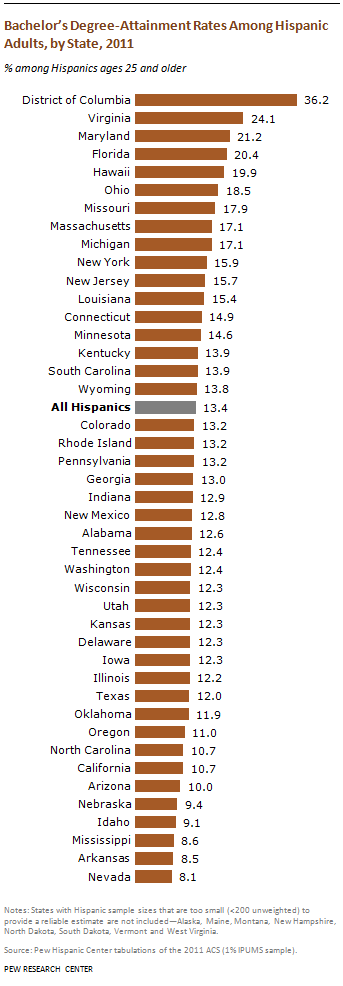 Bachelor's Degree-Attainment Rates Among Hispanic
Adults, by State, 2011
% among Hispanics ages 25 and older
District of Columbia 36.2
Virginia 24.1
Maryland 21.2
Florida 20.4
Hawaii 19.9
Ohio 18.5
Missouri 17.9
Massachusetts 17.1
Michigan 17.1
New York 15.9
New Jersey 15.7
Louisiana 15.4
Connecticut 14.9
Minnesota 14.6
Kentucky 13.9
South Carolina 13.9
Wyoming 13.8
All Hispanics 13.4
Colorado 13.2
Rhode Island 13.2
Pennsylvania 13.2
Georgia 13.0
Indiana 12.9
New Mexico 12.8
Alabama 12.6
Tennessee 12.4
Washington 12.4
Wisconsin 12.3
Utah 12.3
Kansas 12.3
Delaware 12.3
Iowa 12.3
Illinois 12.2
Texas 12.0
Oklahoma 11.9
Oregon 11.0
North Carolina 10.7
California 10.7
Arizona 10.0
Nebraska 9.4
Idaho 9.1
Mississippi 8.6
Arkansas 8.5
Nevada 8.1
Notes: States with Hispanic sample sizes that are too small (<200 unweighted) to
provide a reliable estimate are not included—Alaska, Maine, Montana, New Hampshire,
North Dakota, South Dakota, Vermont and West Virginia.
Source: Pew Hispanic Center tabulations of the 2011 ACS (1% IPUMS sample).
PEW RESEARCH CENTER